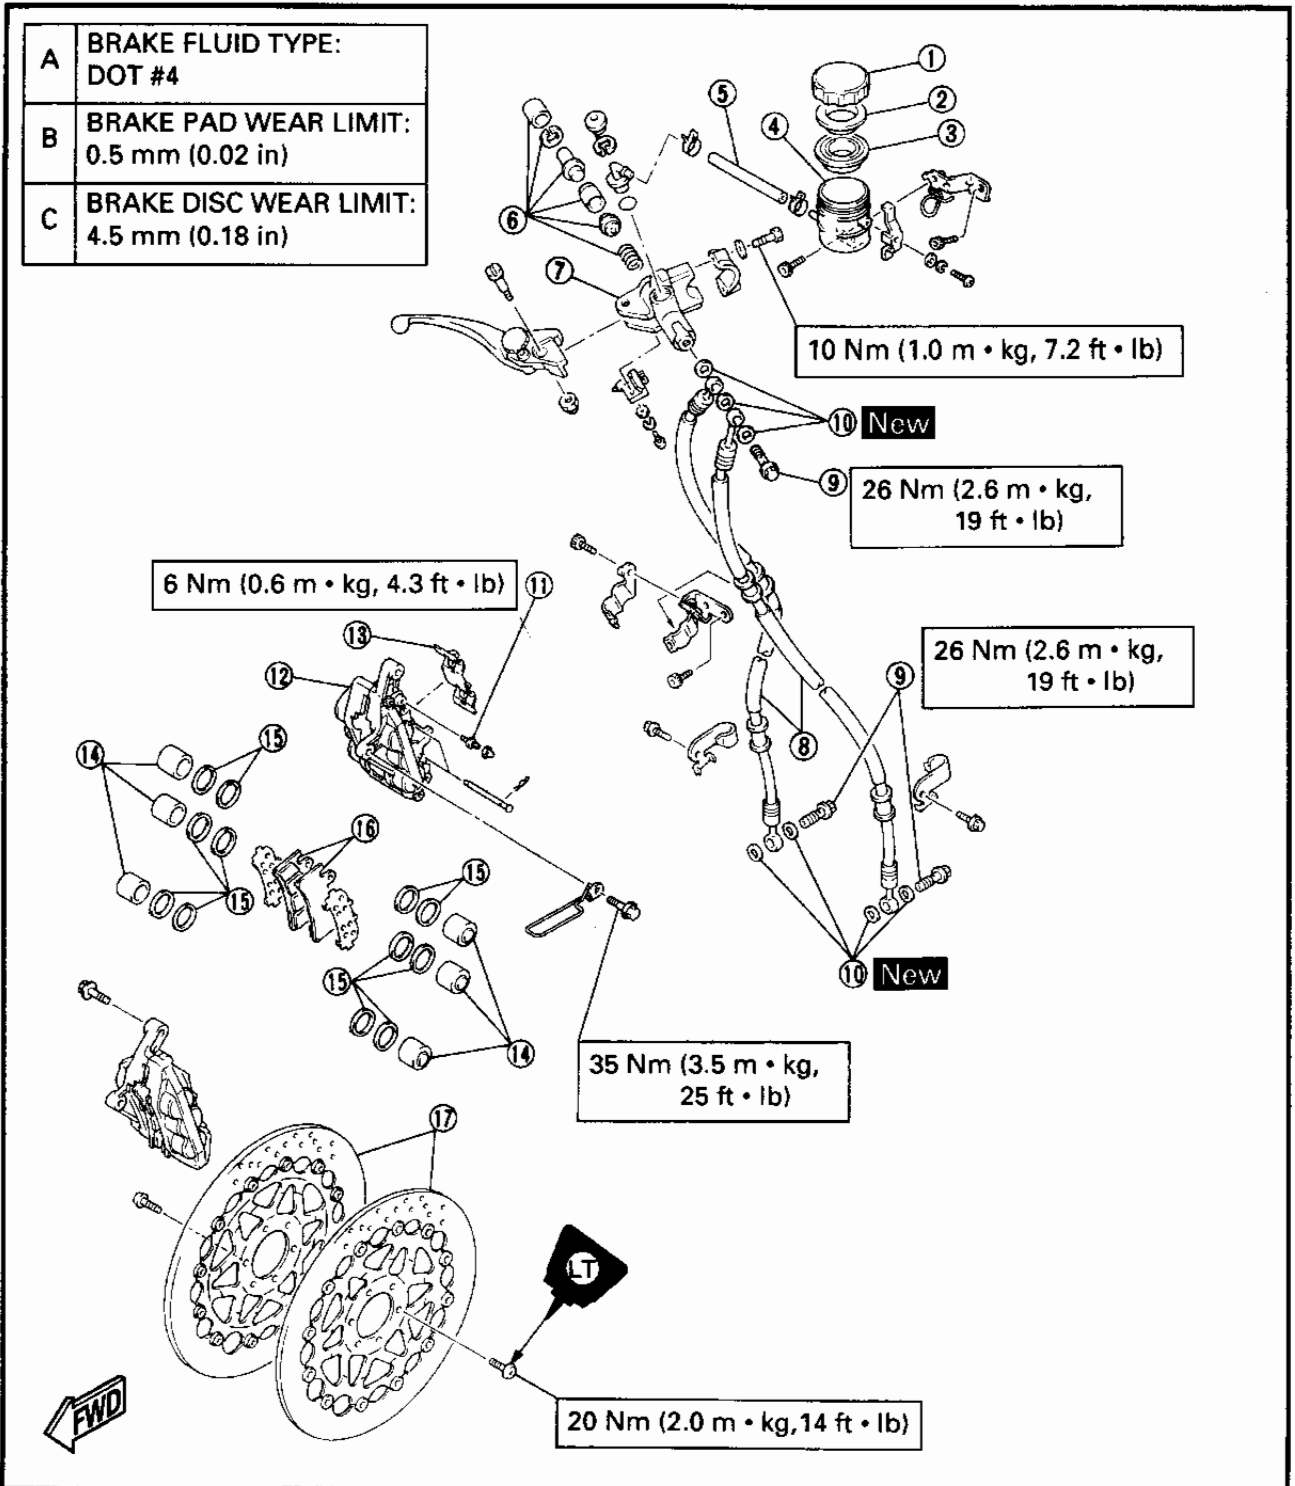 A
BRAKE FLUID TYPE:
DOT #4
B
BRAKE PAD WEAR LIMIT:
0.5 mm (0.02 in)
C
BRAKE DISC WEAR LIMIT:
4.5 mm (0.18 in)
①
②
③
④
⑤
⑥
⑦
10 Nm (1.0 m • kg, 7.2 ft • lb)
⑩ New
⑨
26 Nm (2.6 m • kg,
19 ft • lb)
6 Nm (0.6 m • kg, 4.3 ft • lb)
⑪
⑬
⑫
26 Nm (2.6 m • kg,
19 ft • lb)
⑨
⑧
⑭
⑮
⑯
⑮
⑮
⑮
⑩ New
⑭
35 Nm (3.5 m • kg,
25 ft • lb)
⑰
LT
FWD
20 Nm (2.0 m • kg,14 ft • lb)